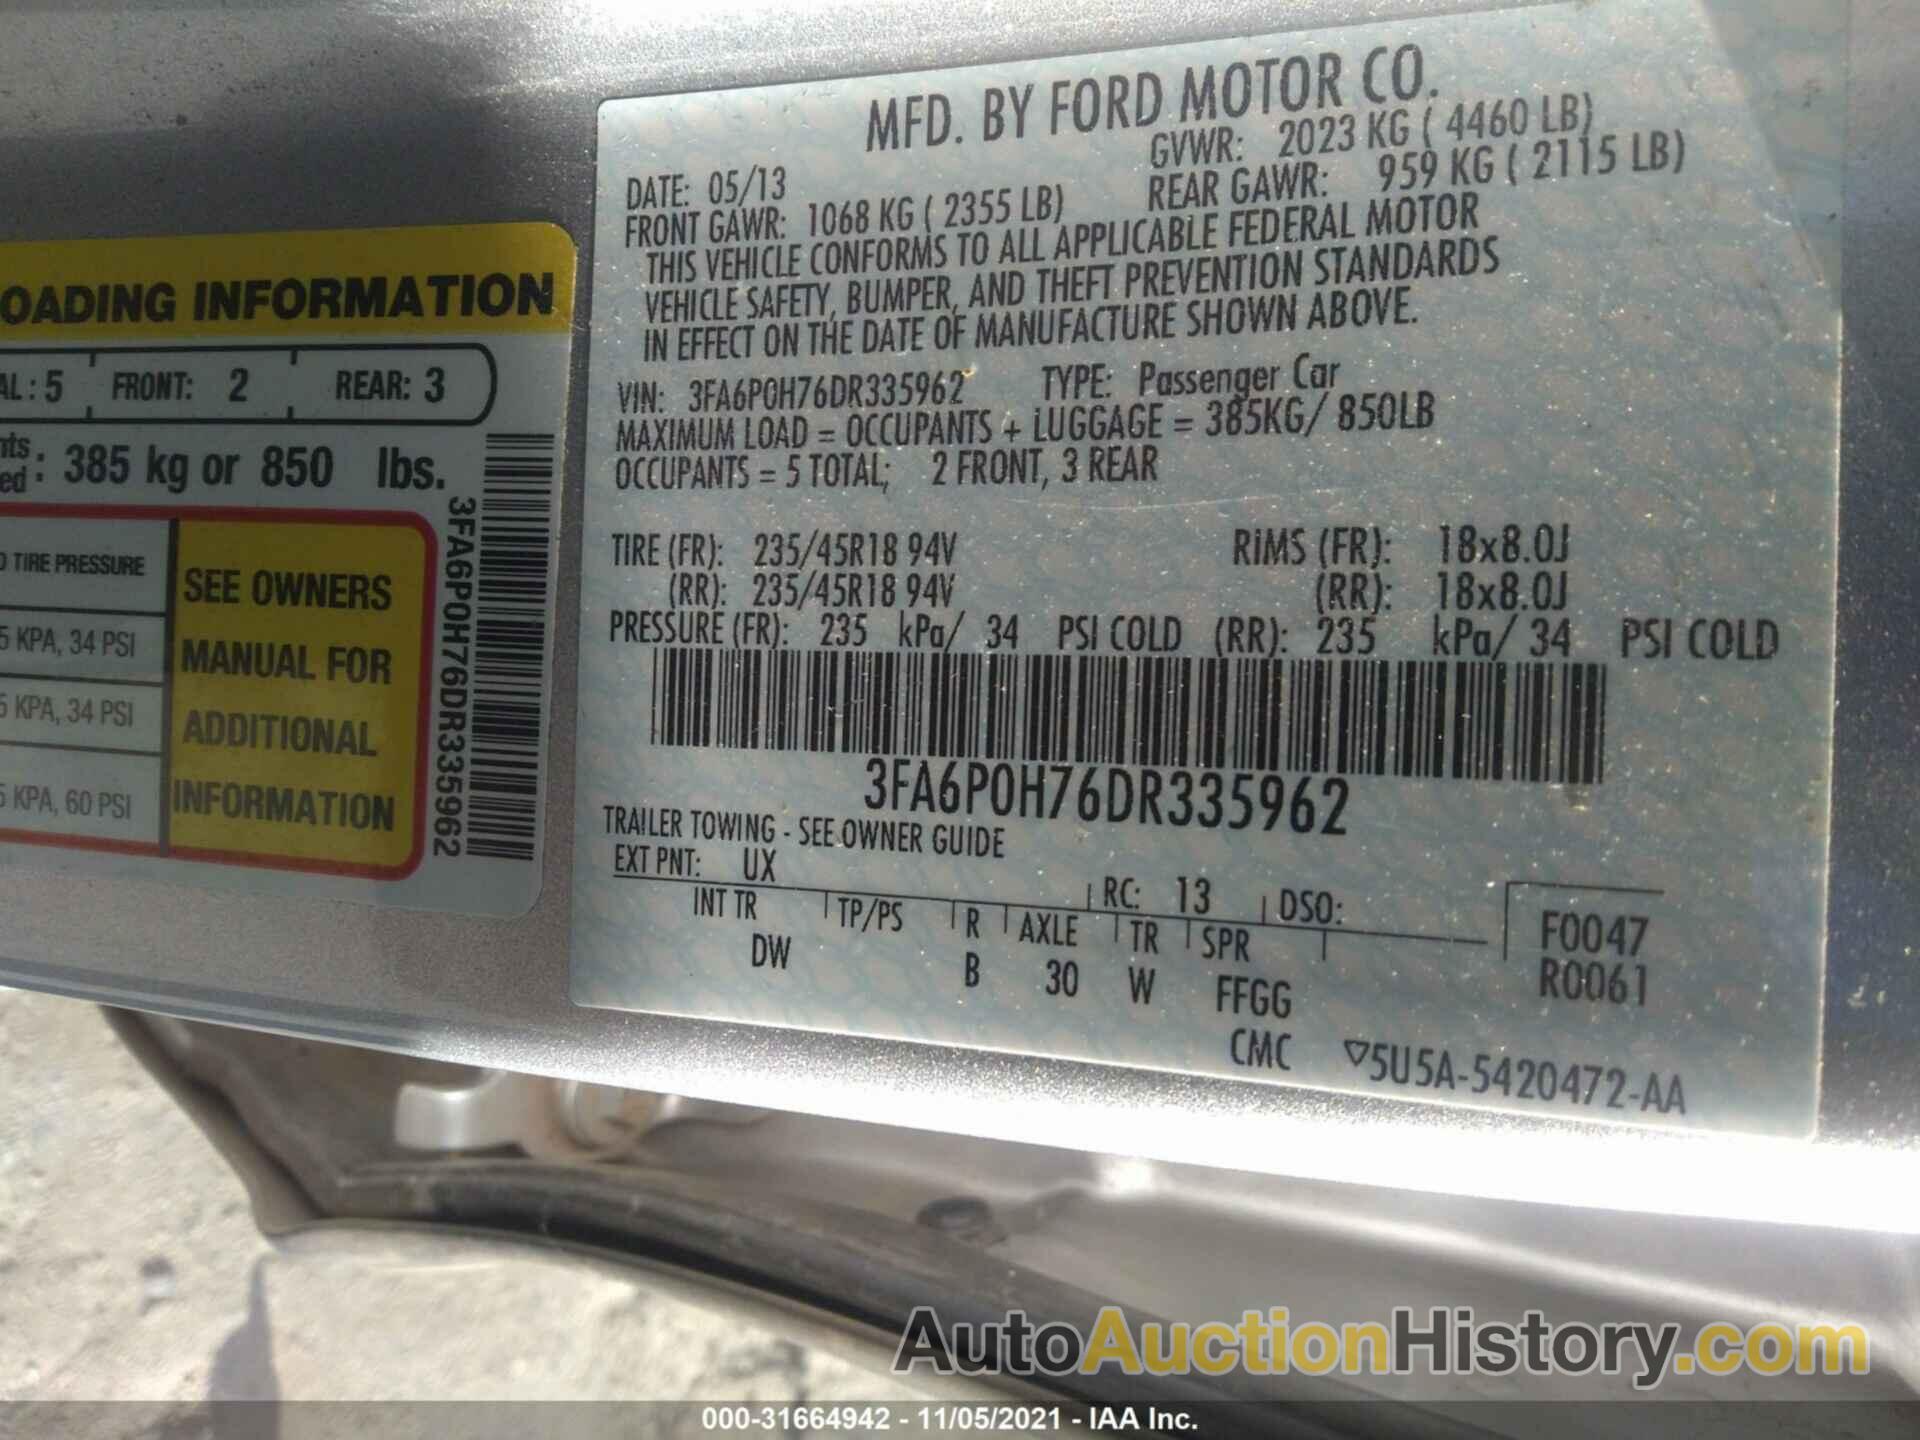 OADING INFORMATION
AL: 5 FRONT: 2 REAR: 3
nts
ed : 385 kg or 850 lbs.
TIRE PRESSURE
5 KPA, 34 PSI
5 KPA, 34 PSI
5 KPA, 60 PSI
SEE OWNERS
MANUAL FOR
ADDITIONAL
INFORMATION
3FA6P0H76DR335962
MFD. BY FORD MOTOR CO.
DATE: 05/13 GVWR: 2023 KG ( 4460 LB)
FRONT GAWR: 1068 KG ( 2355 LB) REAR GAWR: 959 KG ( 2115 LB)
THIS VEHICLE CONFORMS TO ALL APPLICABLE FEDERAL MOTOR
VEHICLE SAFETY, BUMPER, AND THEFT PREVENTION STANDARDS
IN EFFECT ON THE DATE OF MANUFACTURE SHOWN ABOVE.
VIN: 3FA6P0H76DR335962 TYPE: Passenger Car
MAXIMUM LOAD = OCCUPANTS + LUGGAGE = 385KG/ 850LB
OCCUPANTS = 5 TOTAL; 2 FRONT, 3 REAR
TIRE (FR): 235/45R18 94V RIMS (FR): 18x8.0J
(RR): 235/45R18 94V (RR): 18x8.0J
PRESSURE (FR): 235 kPa/ 34 PSI COLD (RR): 235 kPa/ 34 PSI COLD
3FA6P0H76DR335962
TRAILER TOWING - SEE OWNER GUIDE
EXT PNT: UX RC: 13 DSO:
INT TR TP/PS R AXLE TR SPR
DW B 30 W FFGG
CMC
F0047
R0061
▽5U5A-5420472-AA
AutoAuctionHistory.com
000-31664942 - 11/05/2021 - IAA Inc.